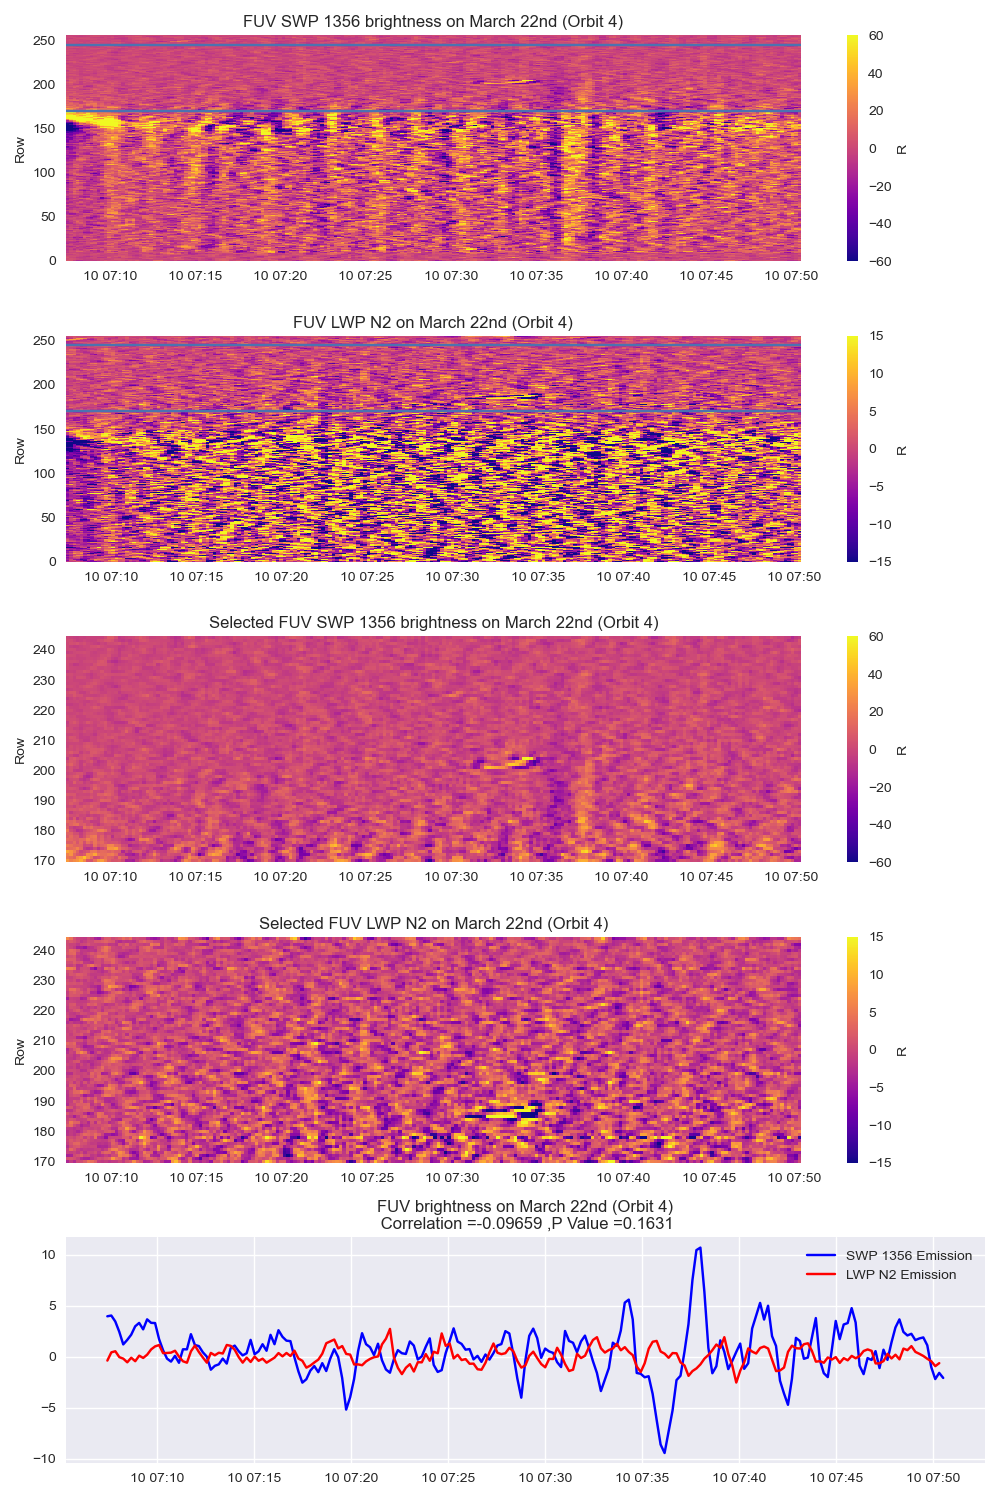 FUV SWP 1356 brightness on March 22nd (Orbit 4)
250
200
150
100
50
0
Row
10 07:10 10 07:15 10 07:20 10 07:25 10 07:30 10 07:35 10 07:40 10 07:45 10 07:50
60
40
20
0
−20
−40
−60
R
FUV LWP N2 on March 22nd (Orbit 4)
250
200
150
100
50
0
Row
10 07:10 10 07:15 10 07:20 10 07:25 10 07:30 10 07:35 10 07:40 10 07:45 10 07:50
15
10
5
0
−5
−10
−15
R
Selected FUV SWP 1356 brightness on March 22nd (Orbit 4)
240
230
220
210
200
190
180
170
Row
10 07:10 10 07:15 10 07:20 10 07:25 10 07:30 10 07:35 10 07:40 10 07:45 10 07:50
60
40
20
0
−20
−40
−60
R
Selected FUV LWP N2 on March 22nd (Orbit 4)
240
230
220
210
200
190
180
170
Row
10 07:10 10 07:15 10 07:20 10 07:25 10 07:30 10 07:35 10 07:40 10 07:45 10 07:50
15
10
5
0
−5
−10
−15
R
FUV brightness on March 22nd (Orbit 4)
Correlation =-0.09659 ,P Value =0.1631
10
5
0
−5
−10
SWP 1356 Emission
LWP N2 Emission
10 07:10 10 07:15 10 07:20 10 07:25 10 07:30 10 07:35 10 07:40 10 07:45 10 07:50